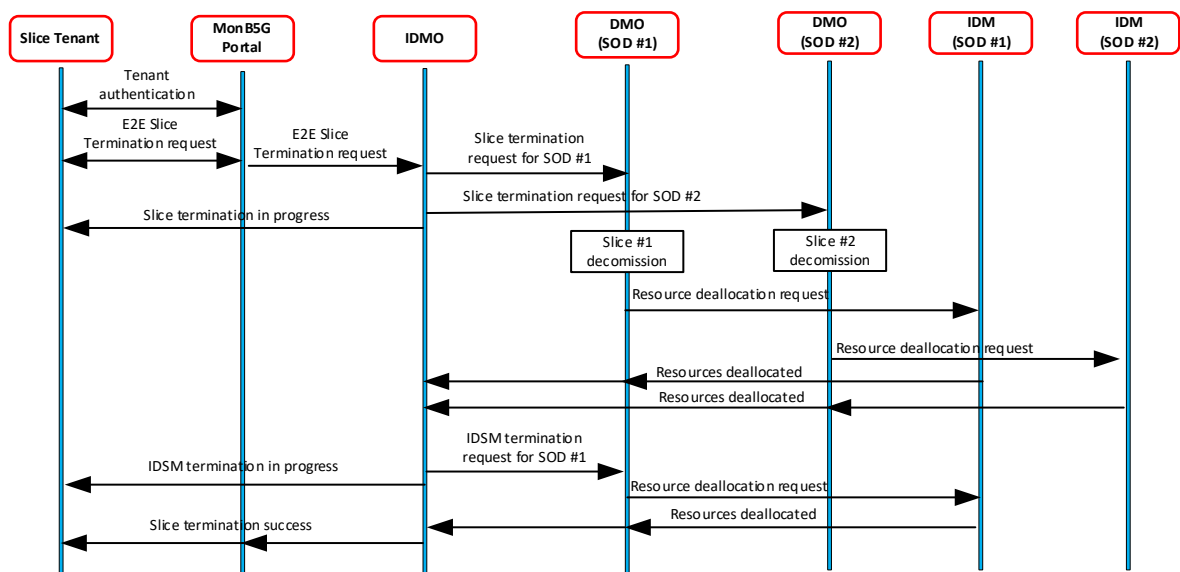 Slice Tenant
MonB5G
Portal
IDMO
DMO
(SOD #1)
DMO
(SOD #2)
IDM
(SOD #1)
IDM
(SOD #2)
Tenant
authentication
E2E Slice
Termination request
E2E Slice
Termination request
Slice termination
request for SOD #1
Slice termination request for SOD #2
Slice termination in progress
Slice #1
decomission
Slice #2
decomission
Resource deallocation request
Resource deallocation request
Resources deallocated
Resources deallocated
IDSM termination
request for SOD #1
IDSM termination in progress
Resource deallocation request
Resources deallocated
Slice termination success